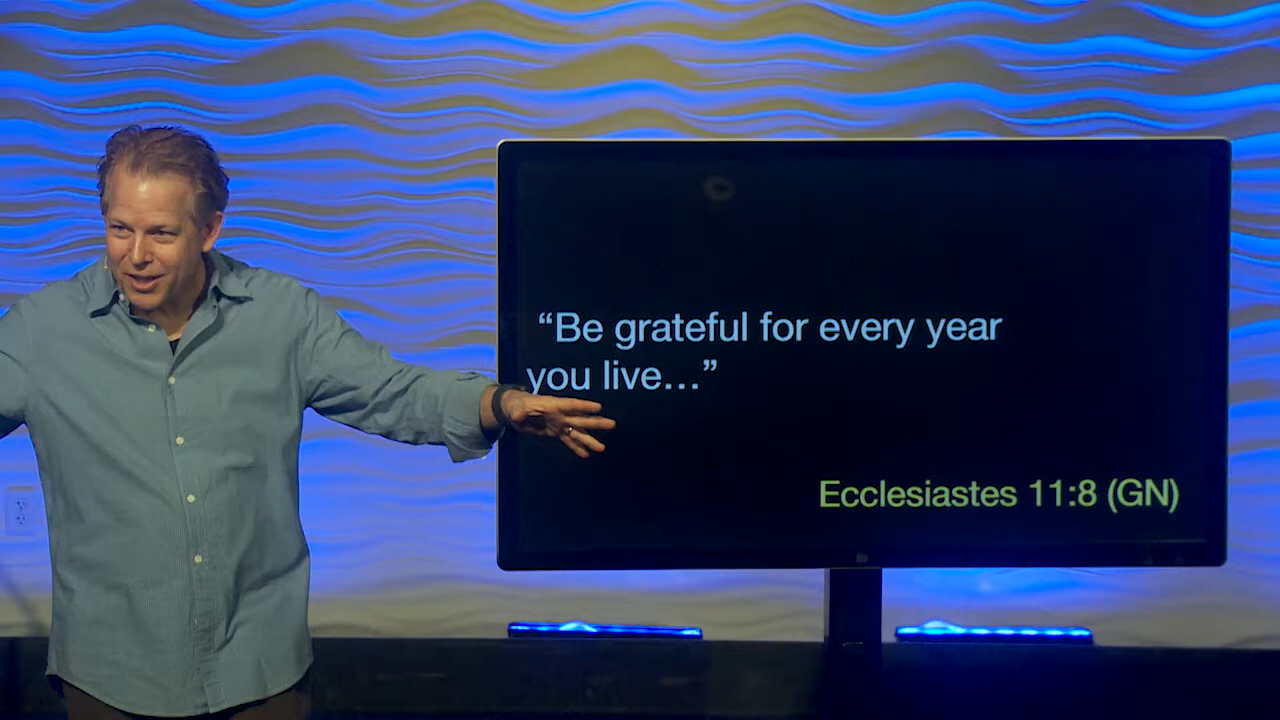 “Be grateful for every year
you live…”
Ecclesiastes 11:8 (GN)